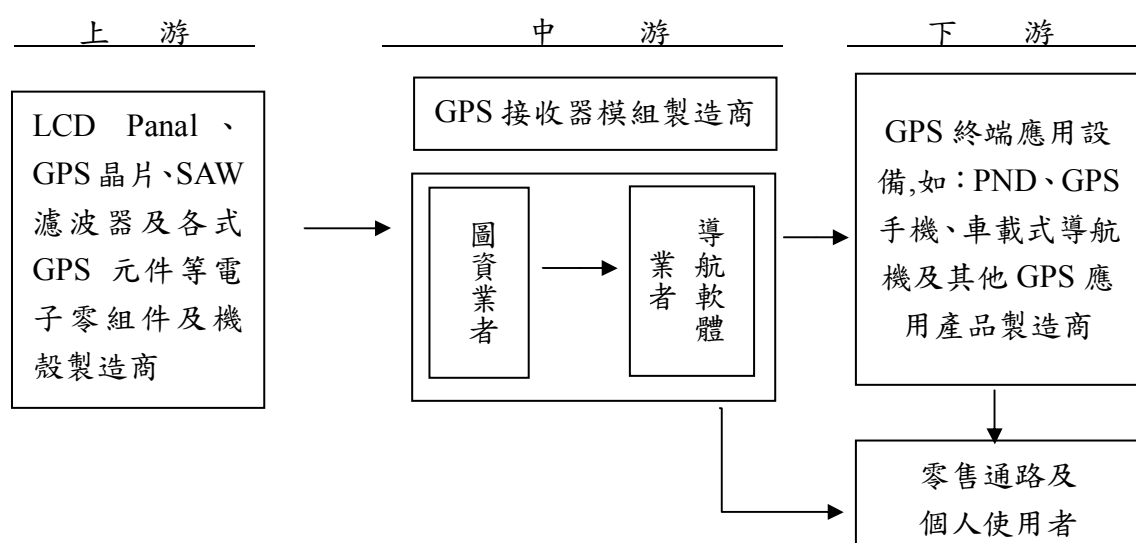 上 游
LCD Panal 、
GPS 晶片、SAW
濾波器及各式
GPS 元件等電
子零組件及機
殼製造商
中 游
GPS 接收器模組製造商
圖資業者
導航軟體
業者
下 游
GPS 終端應用設
備,如：PND、GPS
手機、車載式導航
機及其他 GPS 應
用產品製造商
零售通路及
個人使用者